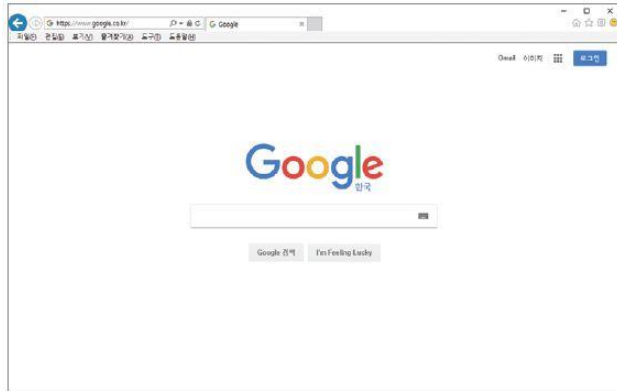 https://www.google.co.kr/ Google
파일(F) 편집(E) 보기(V) 즐겨찾기(A) 도구(T) 도움말(H)
Gmail 이미지 로그인
Google
한국
Google 검색 I'm Feeling Lucky